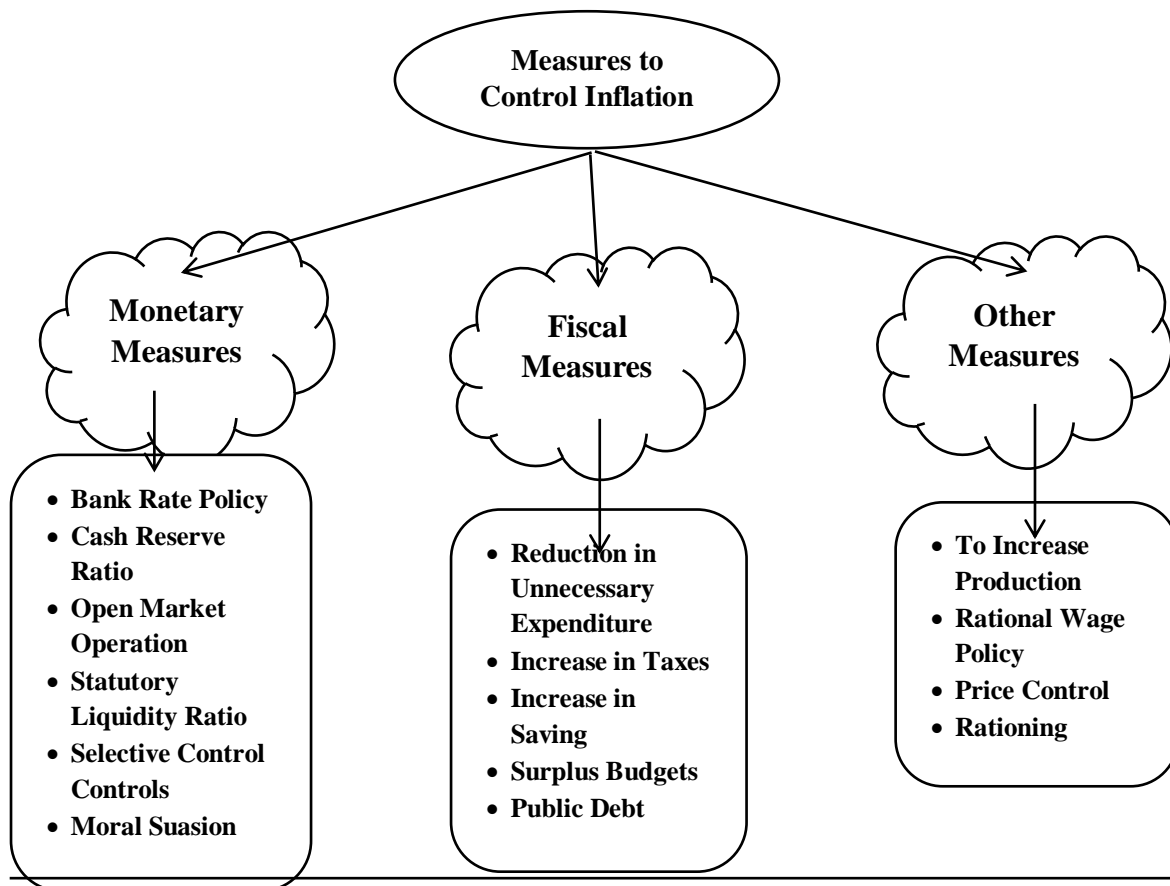 Measures to
Control Inflation
Monetary
Measures
Fiscal
Measures
Other
Measures
• Bank Rate Policy
• Cash Reserve
Ratio
• Open Market
Operation
• Statutory
Liquidity Ratio
• Selective Control
Controls
• Moral Suasion
• Reduction in
Unnecessary
Expenditure
• Increase in Taxes
• Increase in
Saving
• Surplus Budgets
• Public Debt
• To Increase
Production
• Rational Wage
Policy
• Price Control
• Rationing